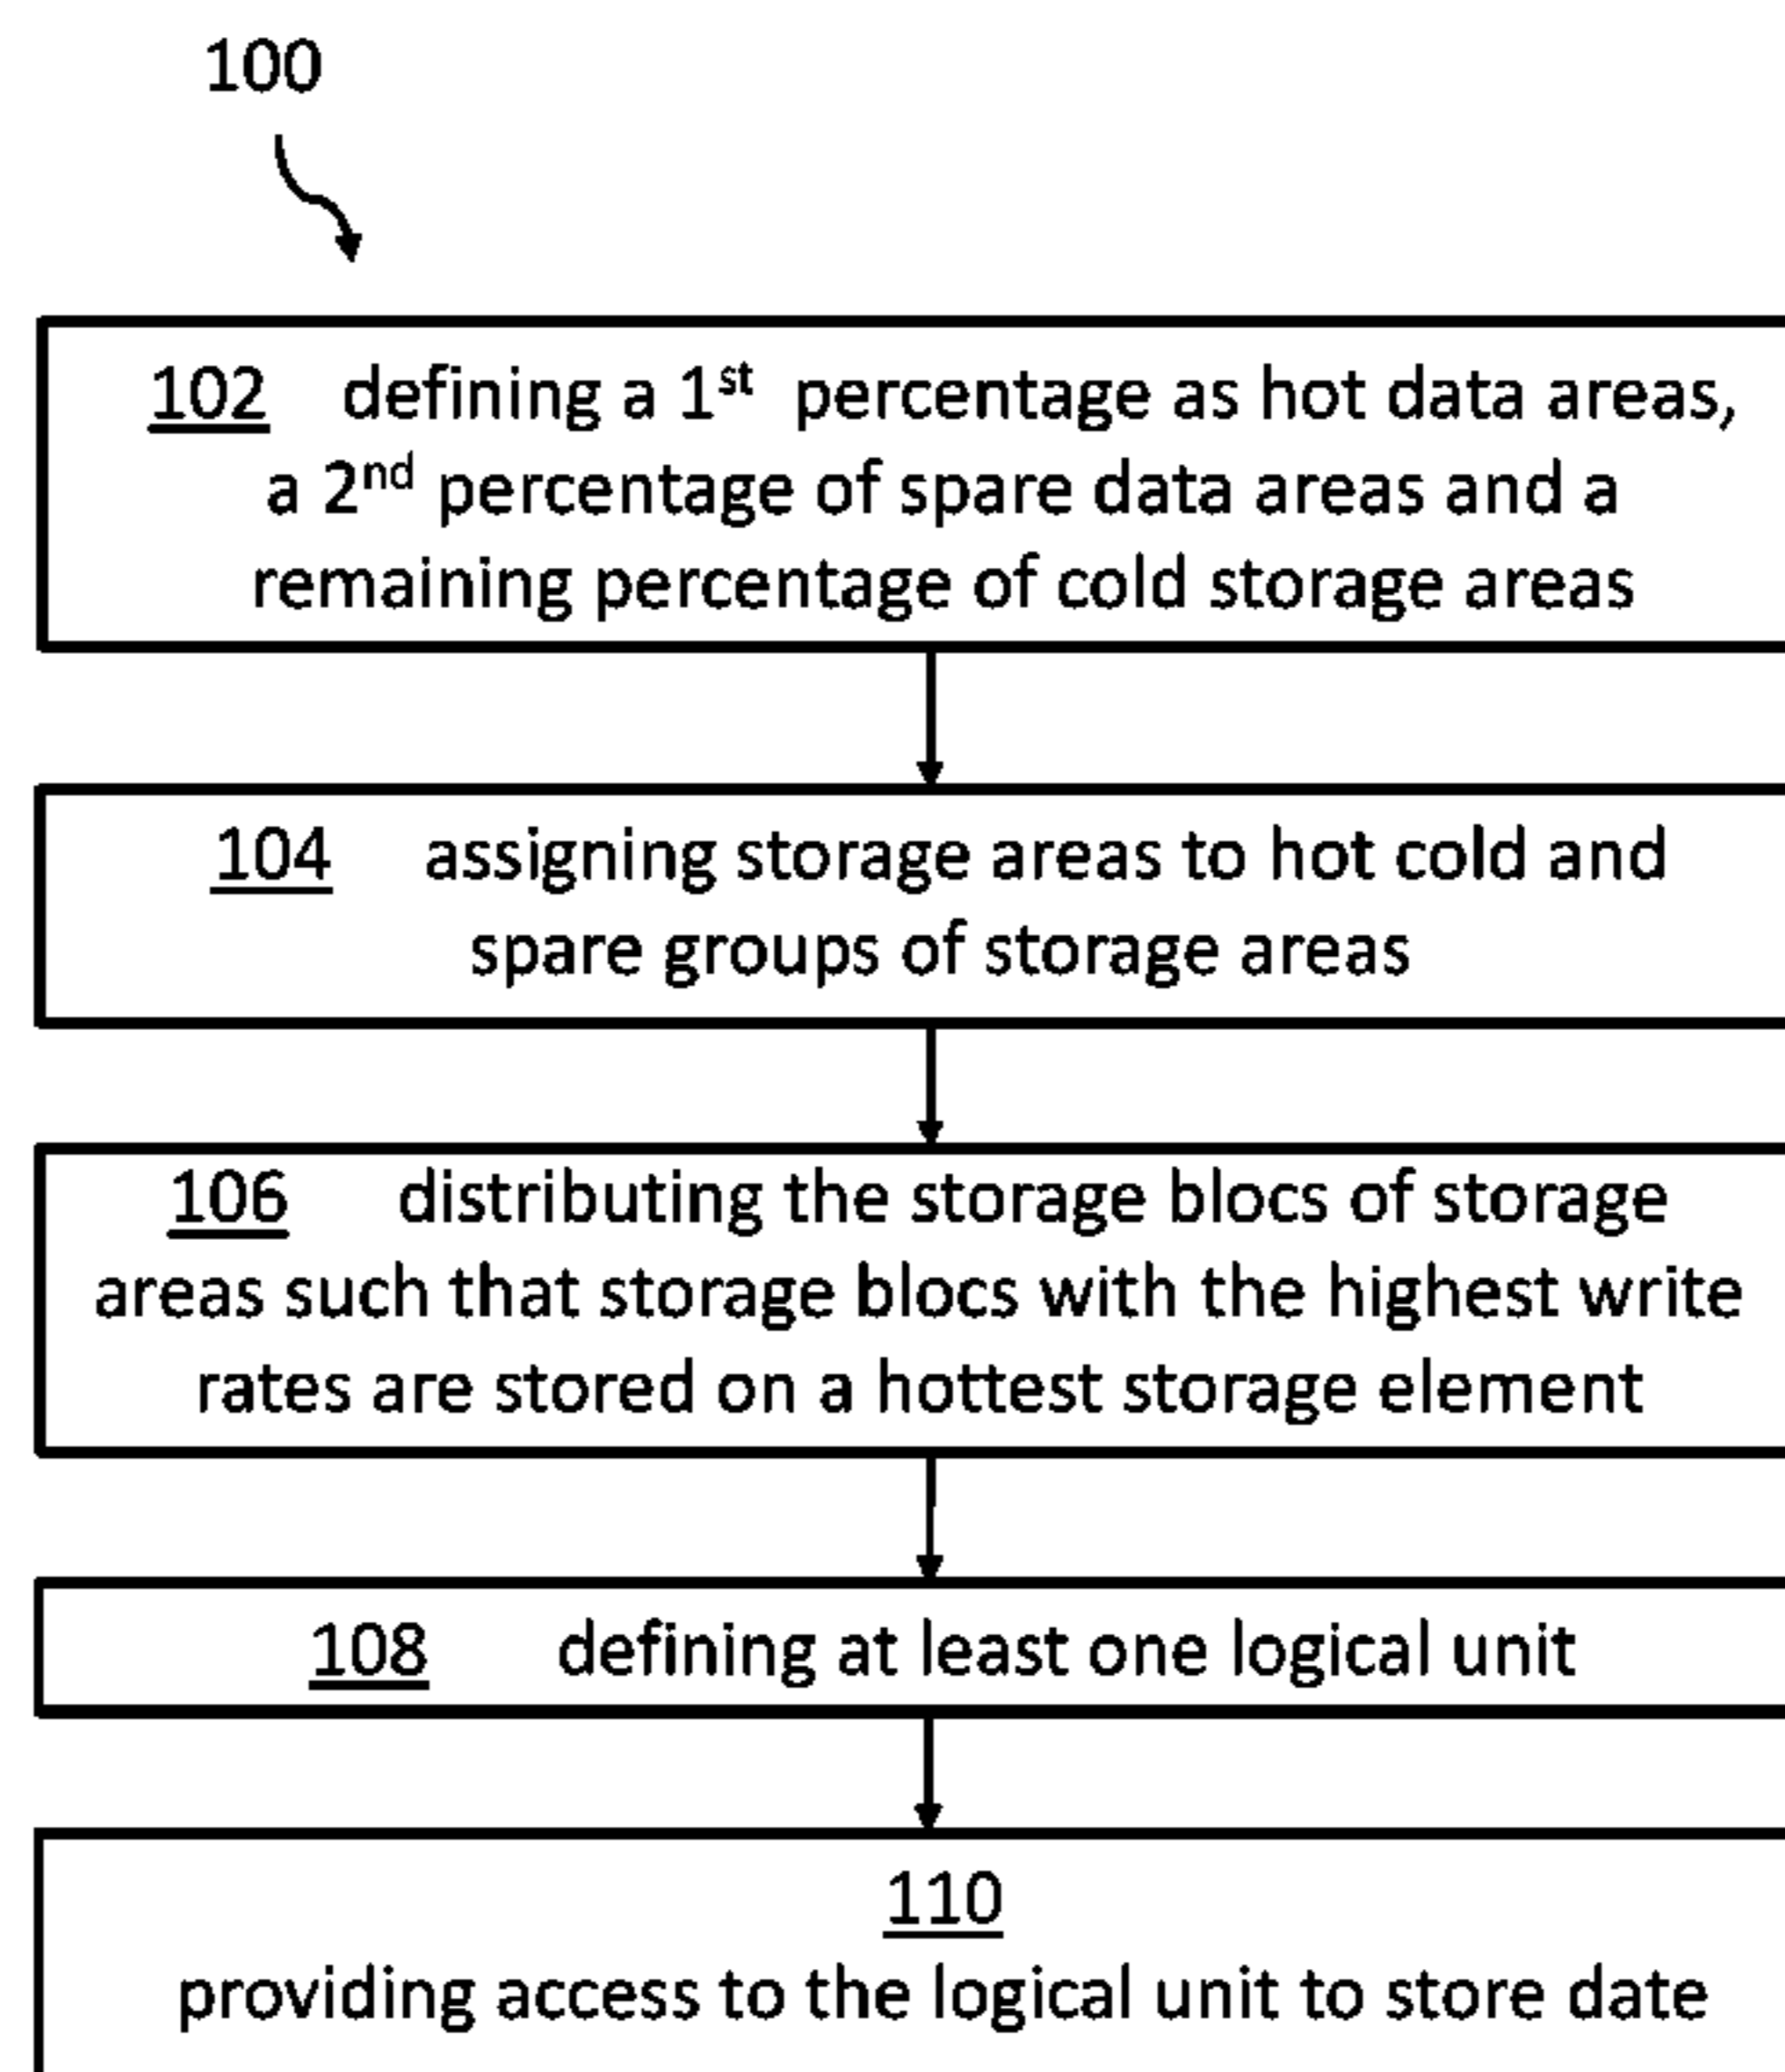 100
102 defining a 1st percentage as hot data areas,
a 2nd percentage of spare data areas and a
remaining percentage of cold storage areas
104 assigning storage areas to hot cold and
spare groups of storage areas
106 distributing the storage blocs of storage
areas such that storage blocs with the highest write
rates are stored on a hottest storage element
108 defining at least one logical unit
110
providing access to the logical unit to store date